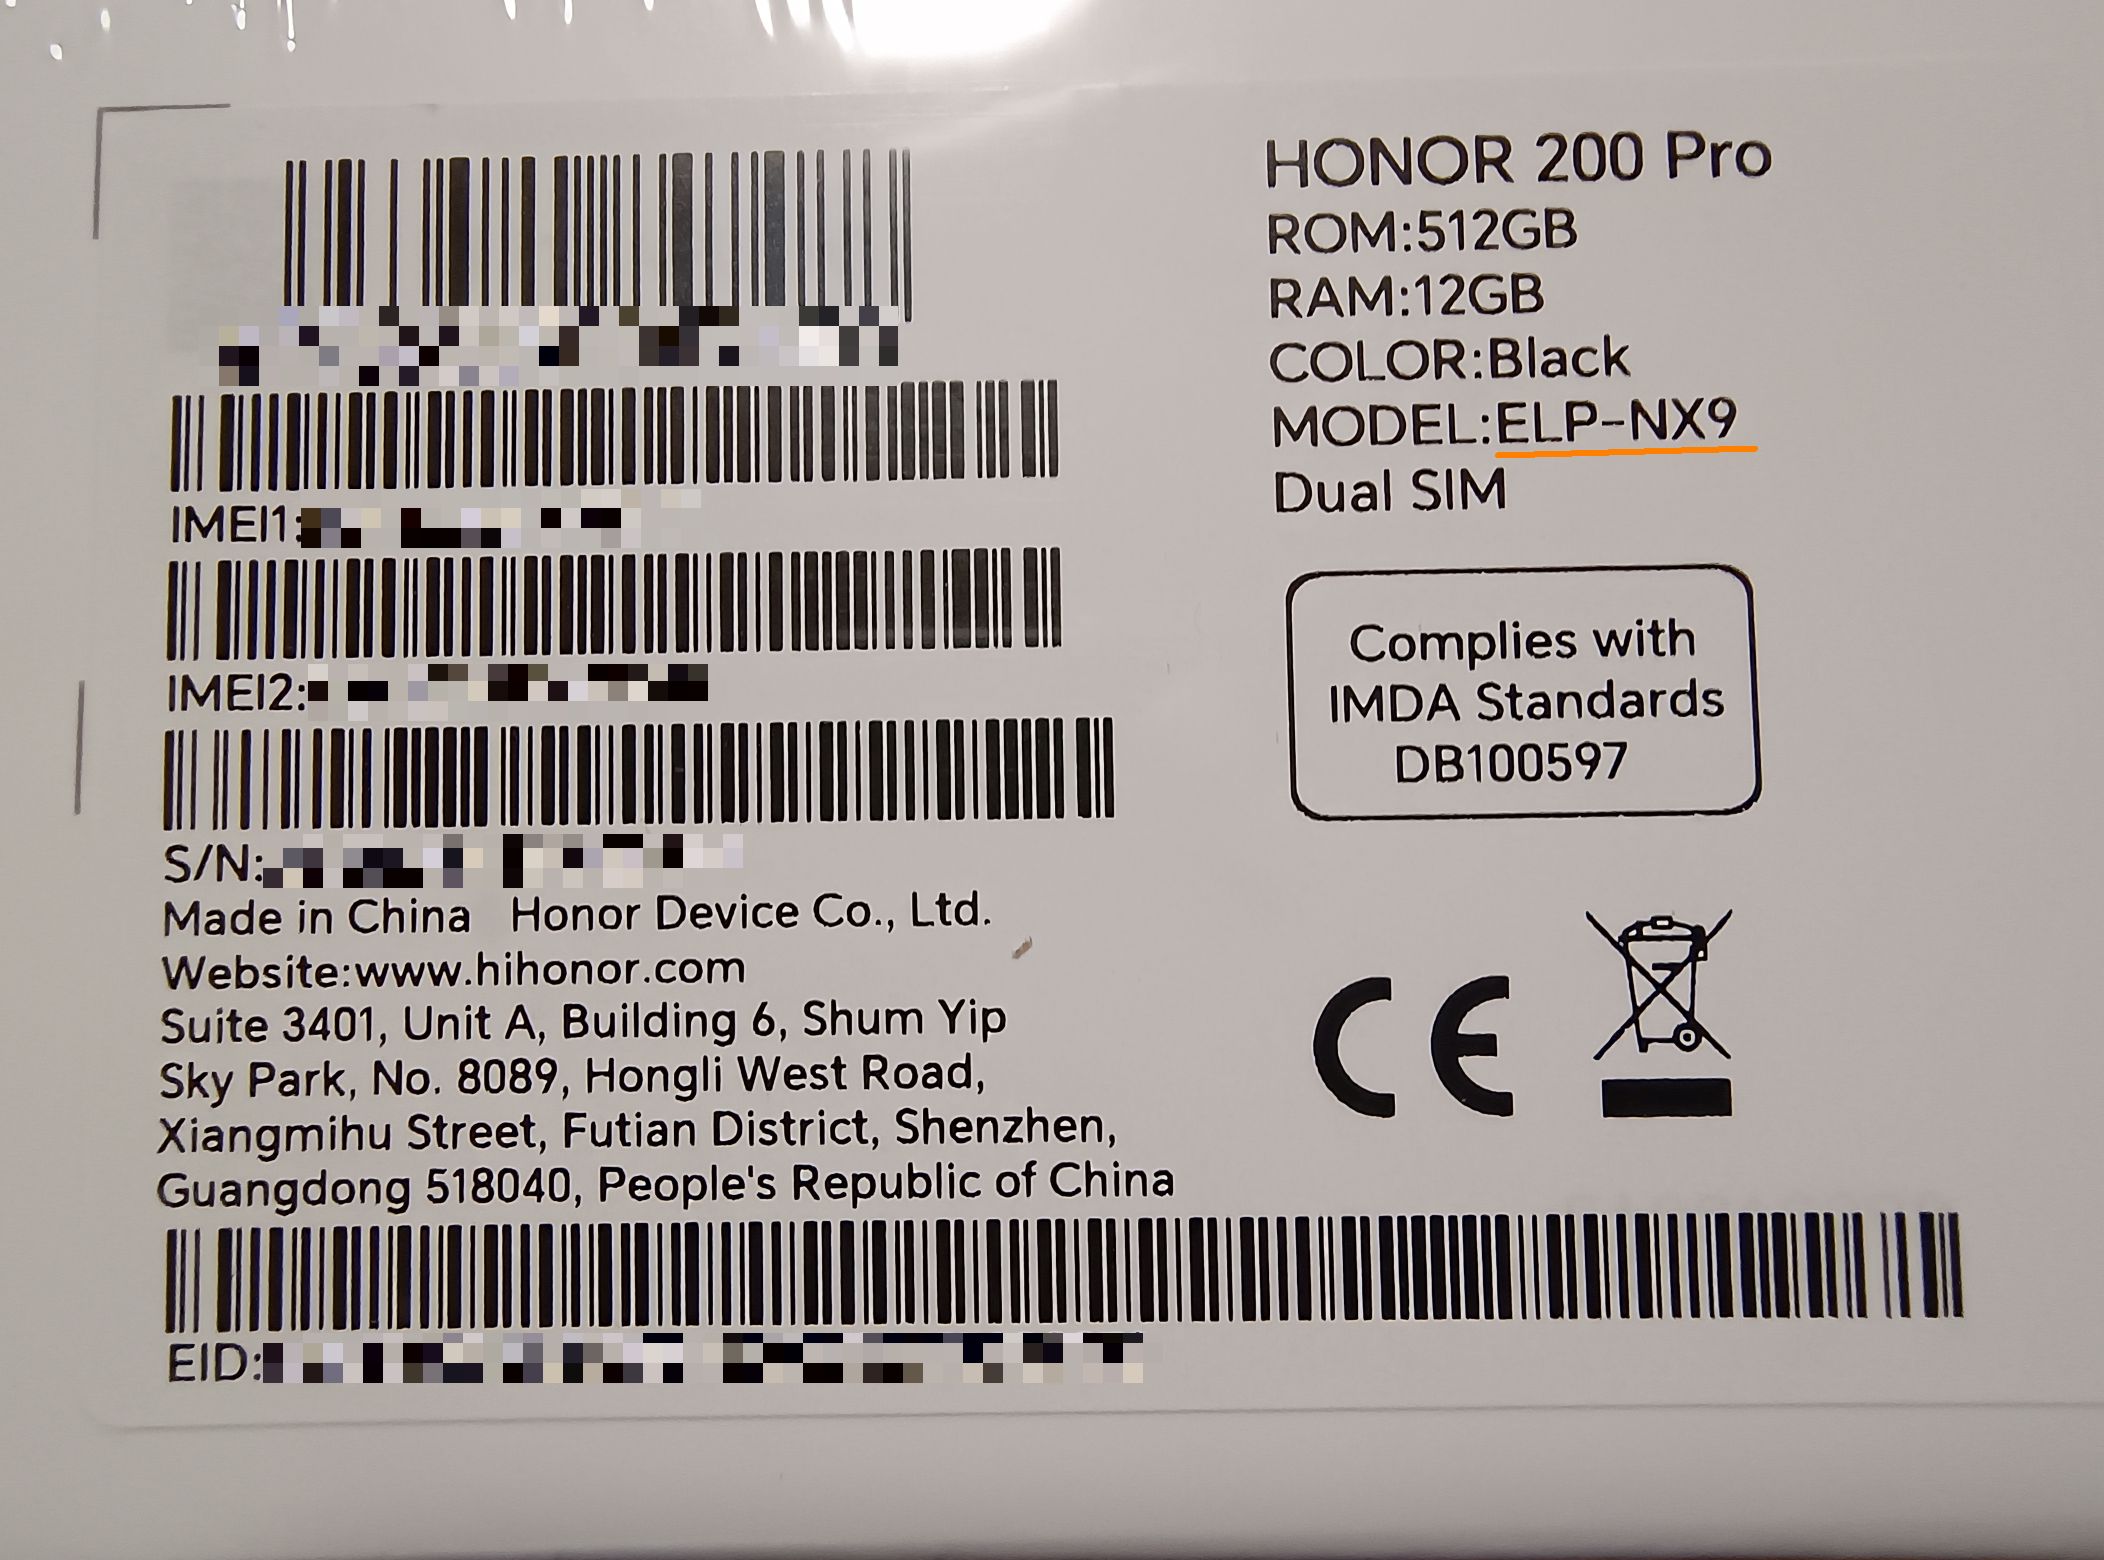 HONOR 200 Pro
ROM:512GB
RAM:12GB
COLOR:Black
MODEL:ELP-NX9
Dual SIM
Complies with
IMDA Standards
DB100597
CE
IMEI1:
IMEI2:
S/N:
Made in China Honor Device Co., Ltd.
Website:www.hihonor.com
Suite 3401, Unit A, Building 6, Shum Yip
Sky Park, No. 8089, Hongli West Road,
Xiangmihu Street, Futian District, Shenzhen,
Guangdong 518040, People's Republic of China
EID: